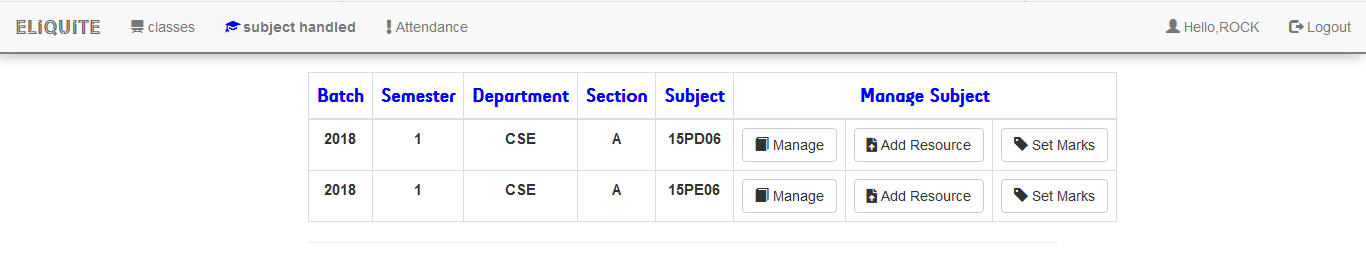 ELiQUiTE classes subject handled Attendance Hello,ROCK Logout
Batch Semester Department Section Subject Manage Subject
2018 1 CSE A 15PD06 Manage Add Resource Set Marks
2018 1 CSE A 15PE06 Manage Add Resource Set Marks